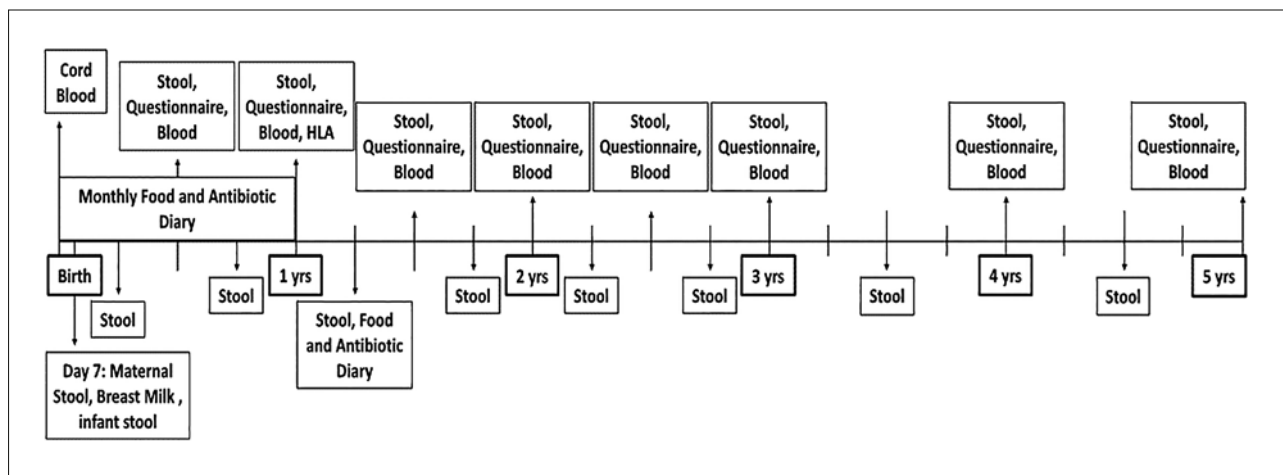 Cord
Blood
Stool,
Questionnaire,
Blood
Stool,
Questionnaire,
Blood, HLA
Stool,
Questionnaire,
Blood
Stool,
Questionnaire,
Blood
Stool,
Questionnaire,
Blood
Stool,
Questionnaire,
Blood
Stool,
Questionnaire,
Blood
Stool,
Questionnaire,
Blood
Monthly Food and Antibiotic
Diary
Birth
1 yrs
2 yrs
3 yrs
4 yrs
5 yrs
Stool
Stool
Stool
Stool
Stool
Stool
Stool
Stool, Food
and Antibiotic
Diary
Day 7: Maternal
Stool, Breast Milk ,
infant stool